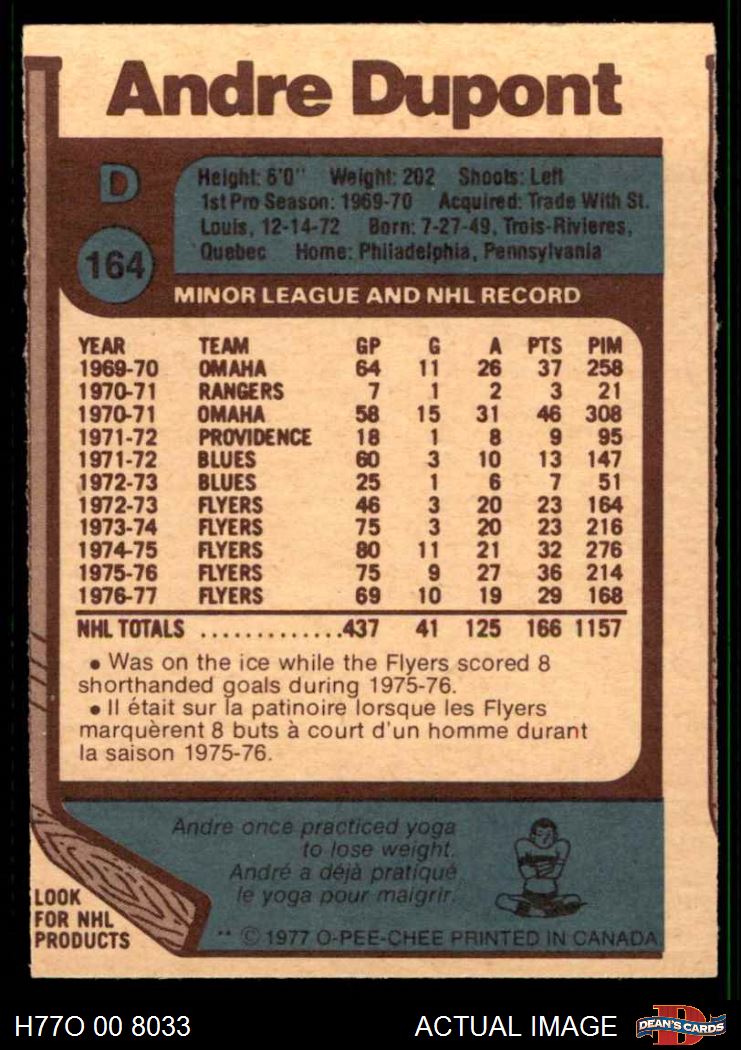 Andre Dupont
D
164
Height: 6'0" Weight: 202 Shoots: Left
1st Pro Season: 1969-70 Acquired: Trade With St.
Louis, 12-14-72 Born: 7-27-49, Trois-Rivieres,
Quebec Home: Philadelphia, Pennsylvania
MINOR LEAGUE AND NHL RECORD
YEAR TEAM GP G A PTS PIM
1969-70 OMAHA 64 11 26 37 258
1970-71 RANGERS 7 1 2 3 21
1970-71 OMAHA 58 15 31 46 308
1971-72 PROVIDENCE 18 1 8 9 95
1971-72 BLUES 60 3 10 13 147
1972-73 BLUES 25 1 6 7 51
1972-73 FLYERS 46 3 20 23 164
1973-74 FLYERS 75 3 20 23 216
1974-75 FLYERS 80 11 21 32 276
1975-76 FLYERS 75 9 27 36 214
1976-77 FLYERS 69 10 19 29 168
NHL TOTALS .............437 41 125 166 1157
• Was on the ice while the Flyers scored 8
shorthanded goals during 1975-76.
• Il était sur la patinoire lorsque les Flyers
marquèrent 8 buts à court d'un homme durant
la saison 1975-76.
Andre once practiced yoga
to lose weight.
André a déjà pratiqué
le yoga pour maigrir.
LOOK
FOR NHL
PRODUCTS
** © 1977 O-PEE-CHEE PRINTED IN CANADA
H77O 00 8033 ACTUAL IMAGE DEAN'S CARDS